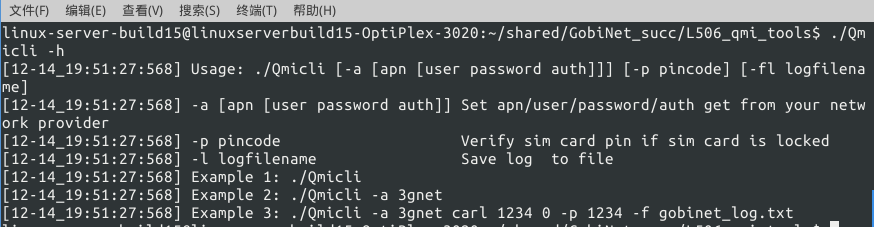 文件(F) 编辑(E) 查看(V) 搜索(S) 终端(T) 帮助(H)
linux-server-build15@linuxserverbuild15-OptiPlex-3020:~/shared/GobiNet_succ/L506_qmi_tools$ ./Qm
icli -h
[12-14_19:51:27:568] Usage: ./Qmicli [-a [apn [user password auth]]] [-p pincode] [-fl logfilena
me]
[12-14_19:51:27:568] -a [apn [user password auth]] Set apn/user/password/auth get from your netw
ork provider
[12-14_19:51:27:568] -p pincode Verify sim card pin if sim card is locked
[12-14_19:51:27:568] -l logfilename Save log  to file
[12-14_19:51:27:568] Example 1: ./Qmicli
[12-14_19:51:27:568] Example 2: ./Qmicli -a 3gnet
[12-14_19:51:27:568] Example 3: ./Qmicli -a 3gnet carl 1234 0 -p 1234 -f gobinet_log.txt